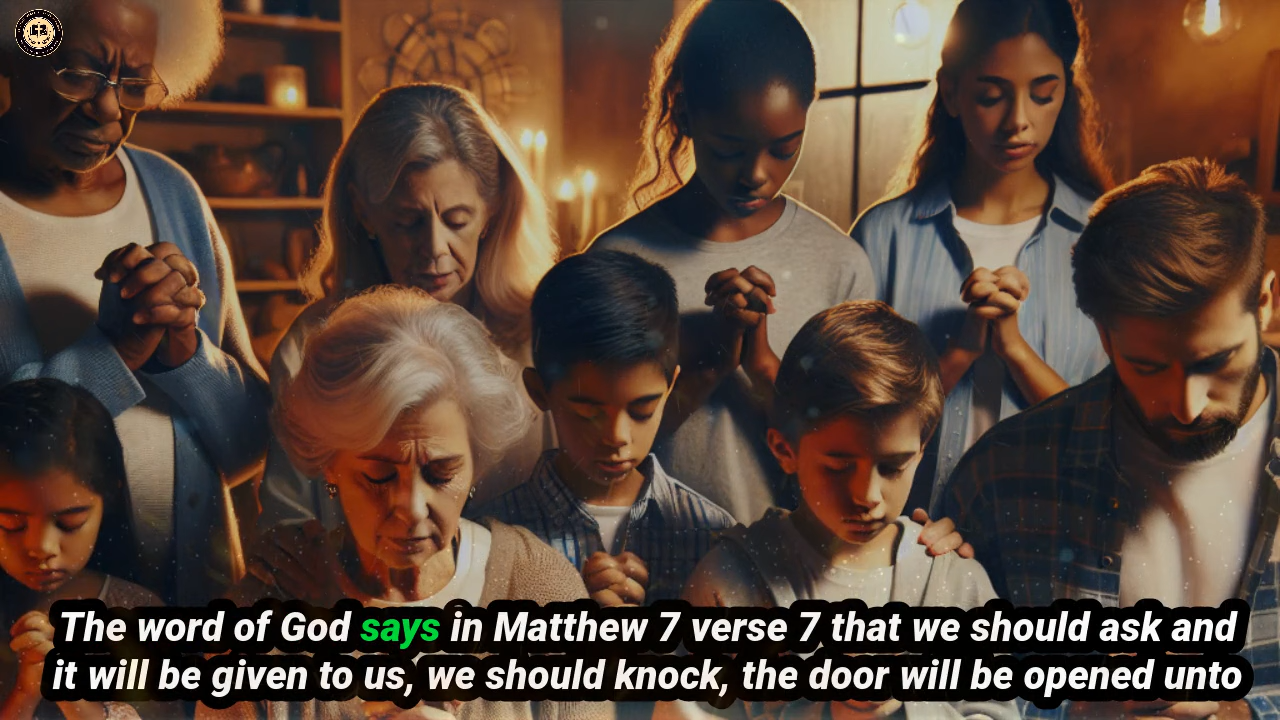 The word of God says in Matthew 7 verse 7 that we should ask and
it will be given to us, we should knock, the door will be opened unto